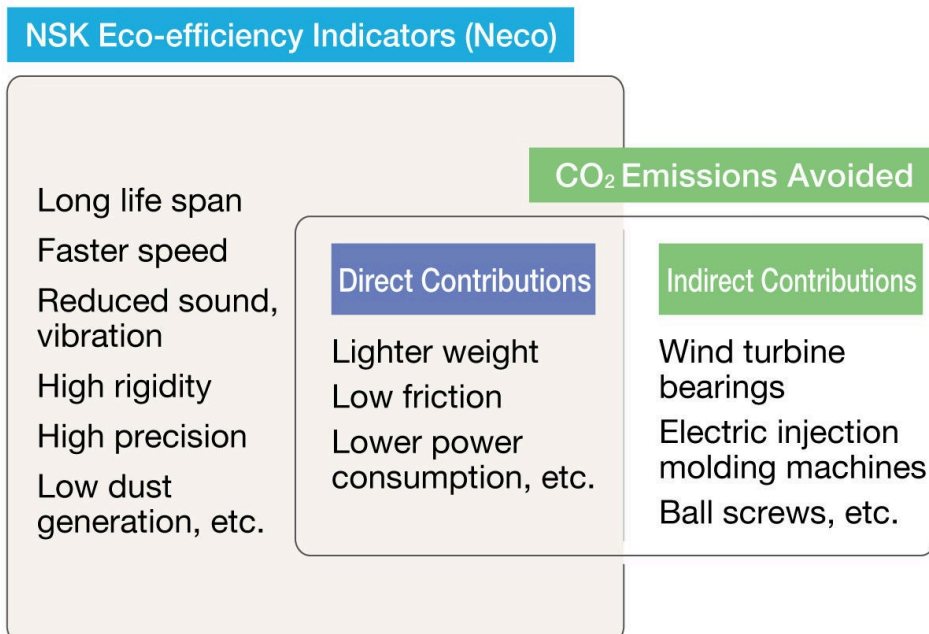 NSK Eco-efficiency Indicators (Neco)
CO₂ Emissions Avoided
Long life span
Faster speed
Reduced sound,
vibration
High rigidity
High precision
Low dust
generation, etc.
Direct Contributions
Lighter weight
Low friction
Lower power
consumption, etc.
Indirect Contributions
Wind turbine
bearings
Electric injection
molding machines
Ball screws, etc.